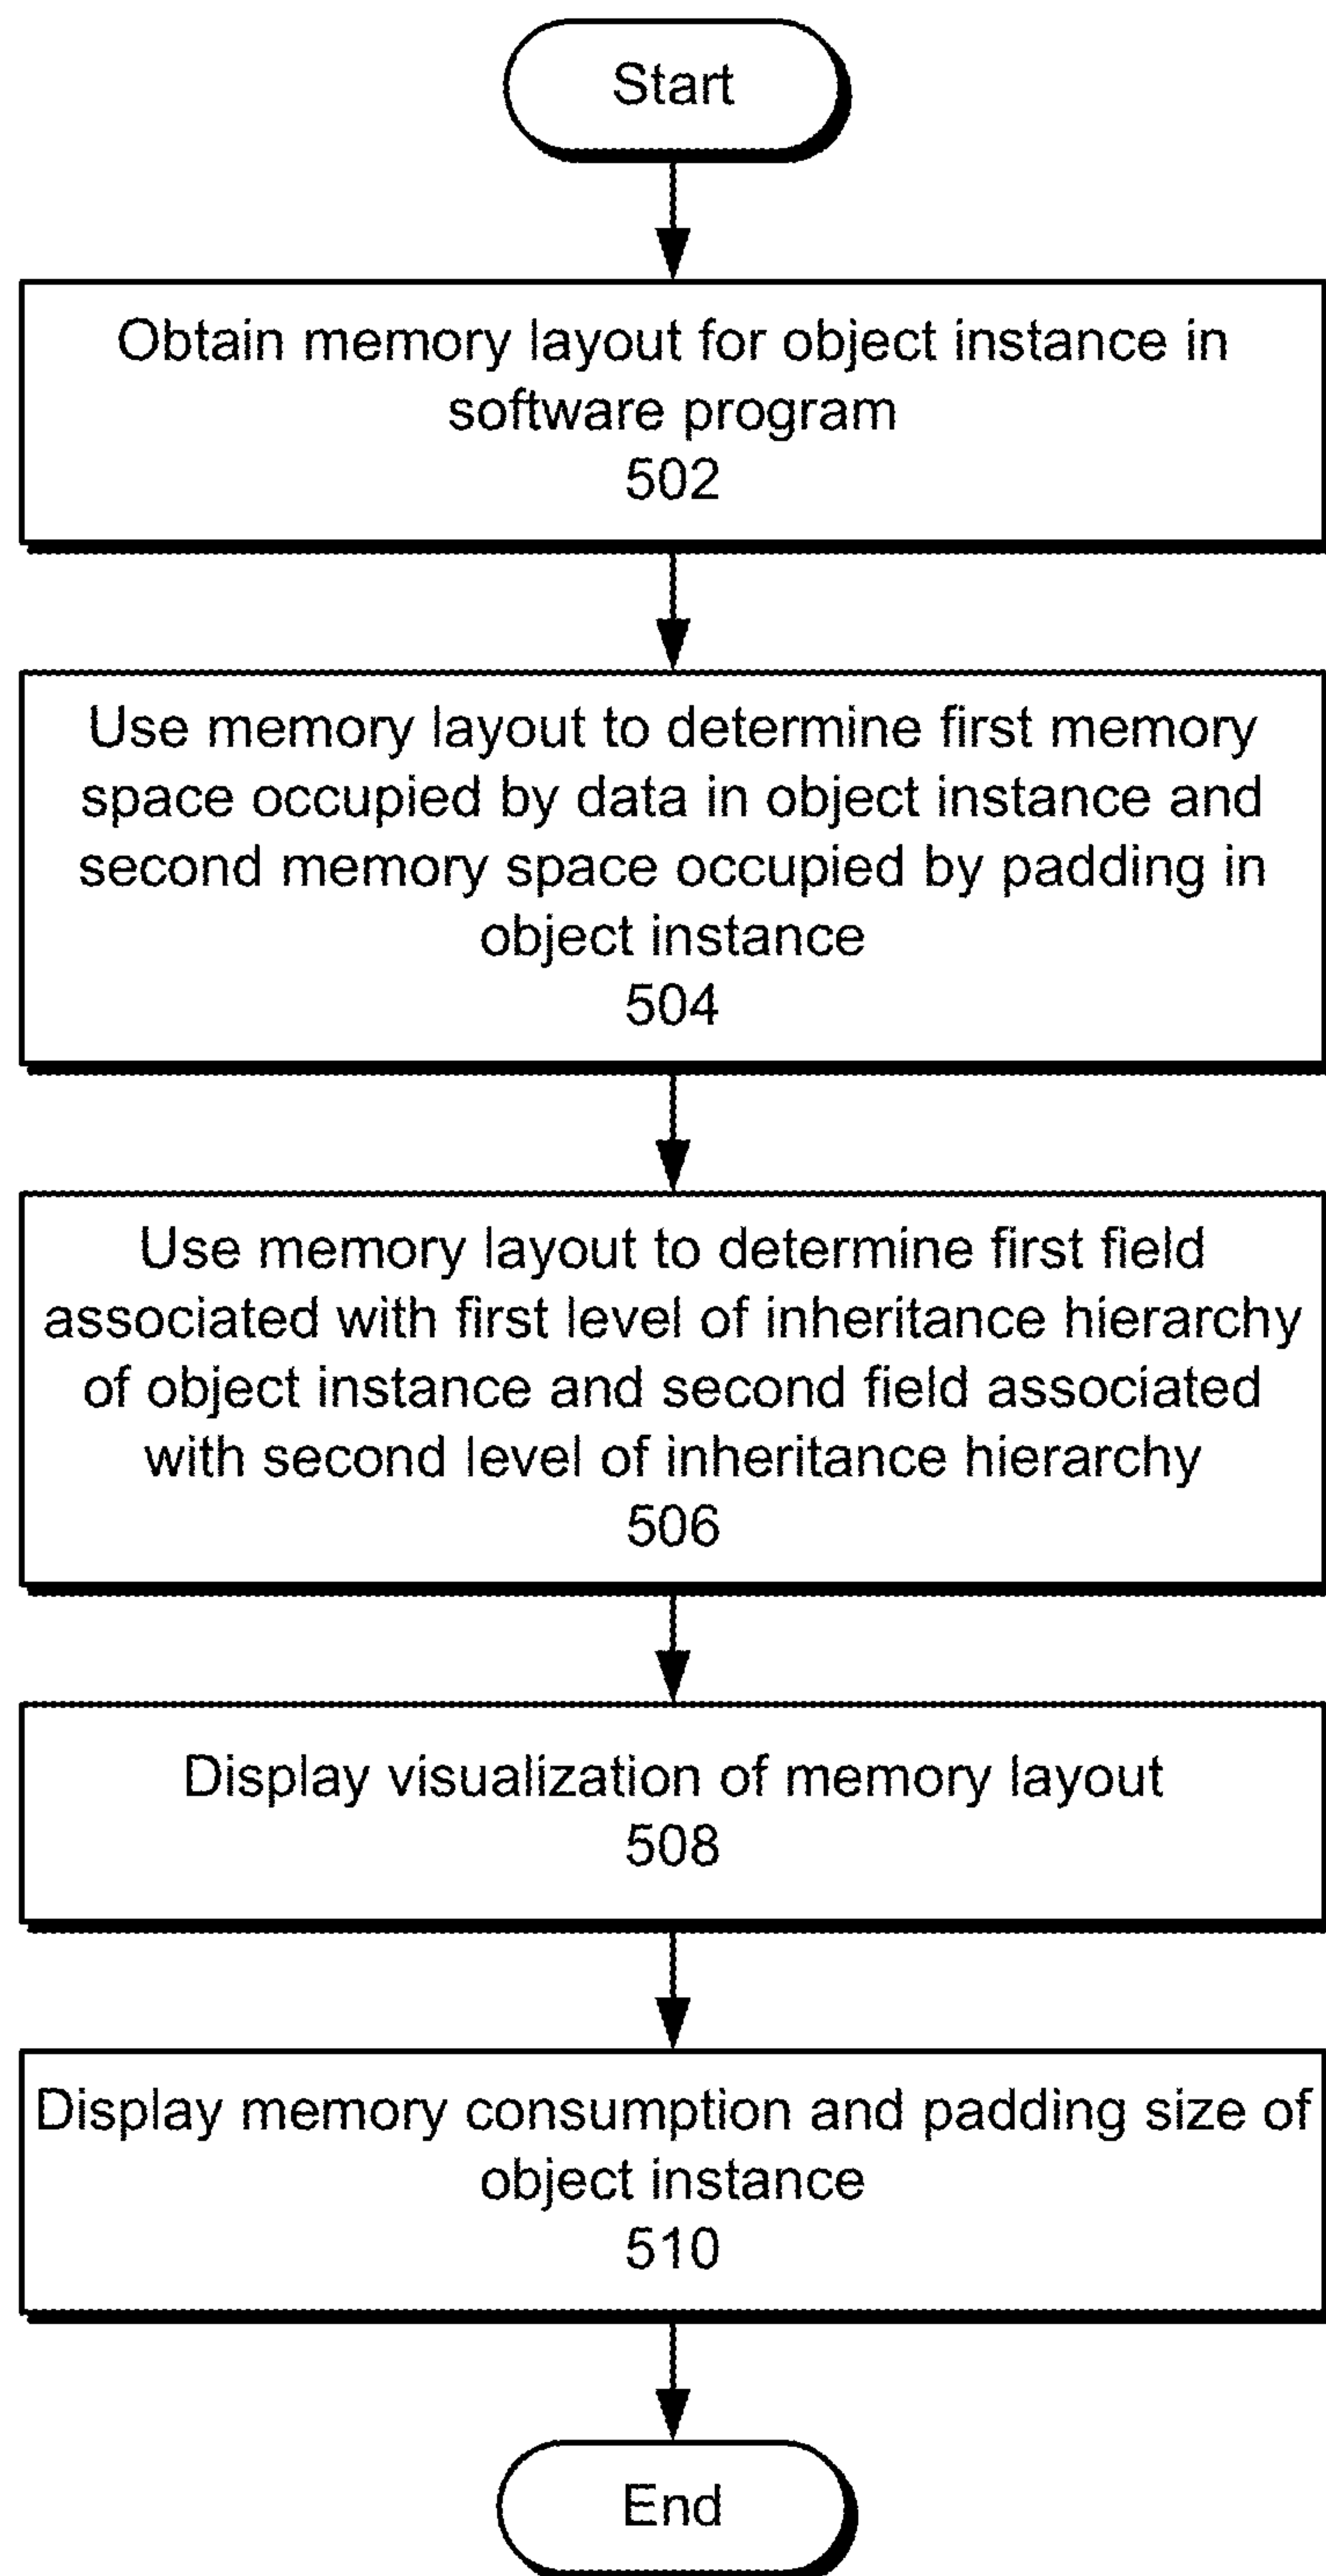 Start
Obtain memory layout for object instance in
software program
502
Use memory layout to determine first memory
space occupied by data in object instance and
second memory space occupied by padding in
object instance
504
Use memory layout to determine first field
associated with first level of inheritance hierarchy
of object instance and second field associated
with second level of inheritance hierarchy
506
Display visualization of memory layout
508
Display memory consumption and padding size of
object instance
510
End